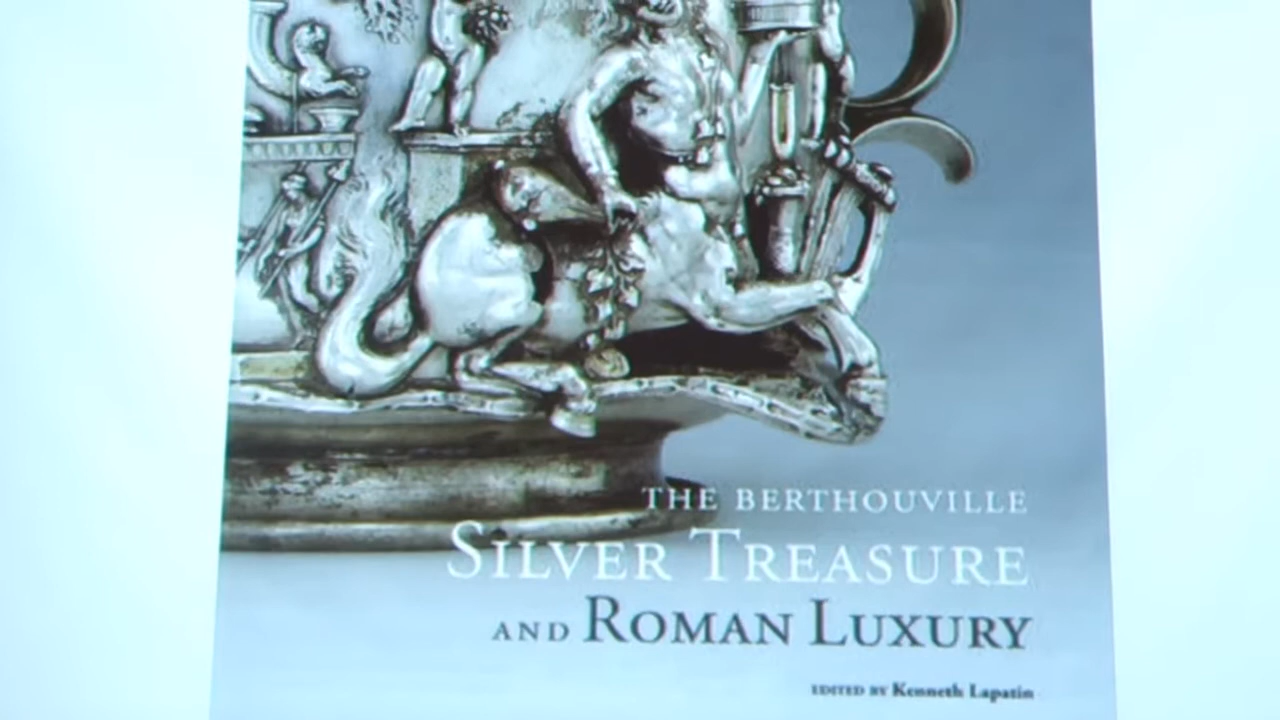 THE BERTHOUVILLE
SILVER TREASURE
AND ROMAN LUXURY
EDITED BY Kenneth Lapatin